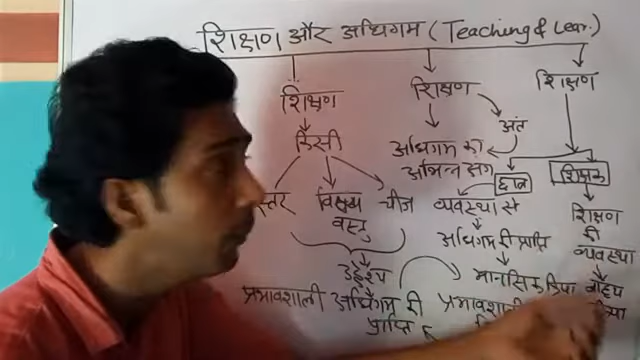 शिक्षण और अधिगम (Teaching & Lear.)
शिक्षण शिक्षण शिक्षण
किसी अंत
अधिगम का
अभिन्न अंग छात्र शिक्षक
स्तर विषय वस्तु चीज व्यवस्था से शिक्षण
अधिगम की प्राप्ति की
व्यवस्था
उद्देश्य मानसिक क्रिया बाह्य
प्रभावशाली अधिगम की प्रभावशाली
प्राप्ति